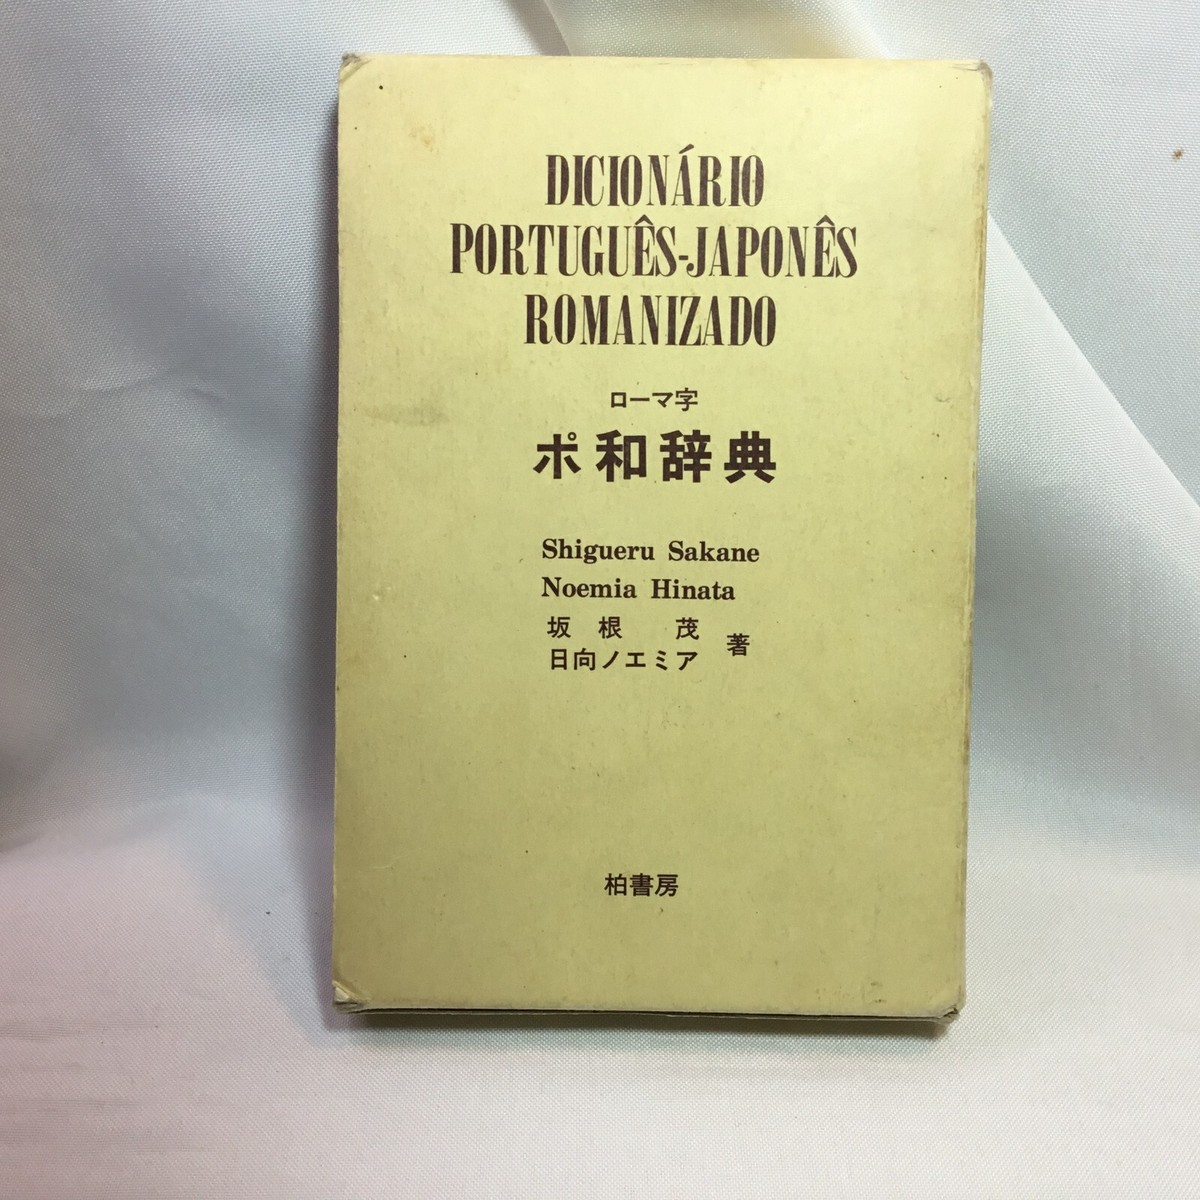 DICIONÁRIO
PORTUGUÊS-JAPONÊS
ROMANIZADO
ローマ字
ポ和辞典
Shigueru Sakane
Noemia Hinata
坂根 茂
日向ノエミア 著
柏書房